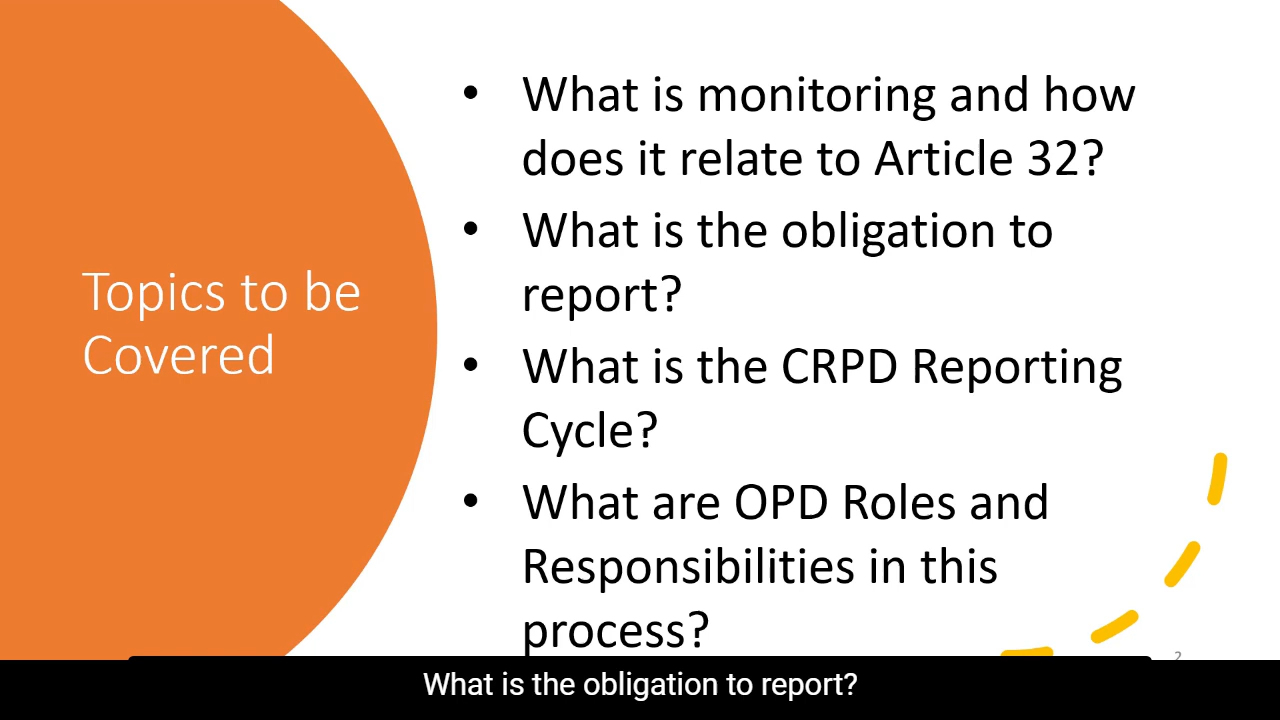 Topics to be
Covered
• What is monitoring and how
does it relate to Article 32?
• What is the obligation to
report?
• What is the CRPD Reporting
Cycle?
• What are OPD Roles and
Responsibilities in this
process?
2
What is the obligation to report?